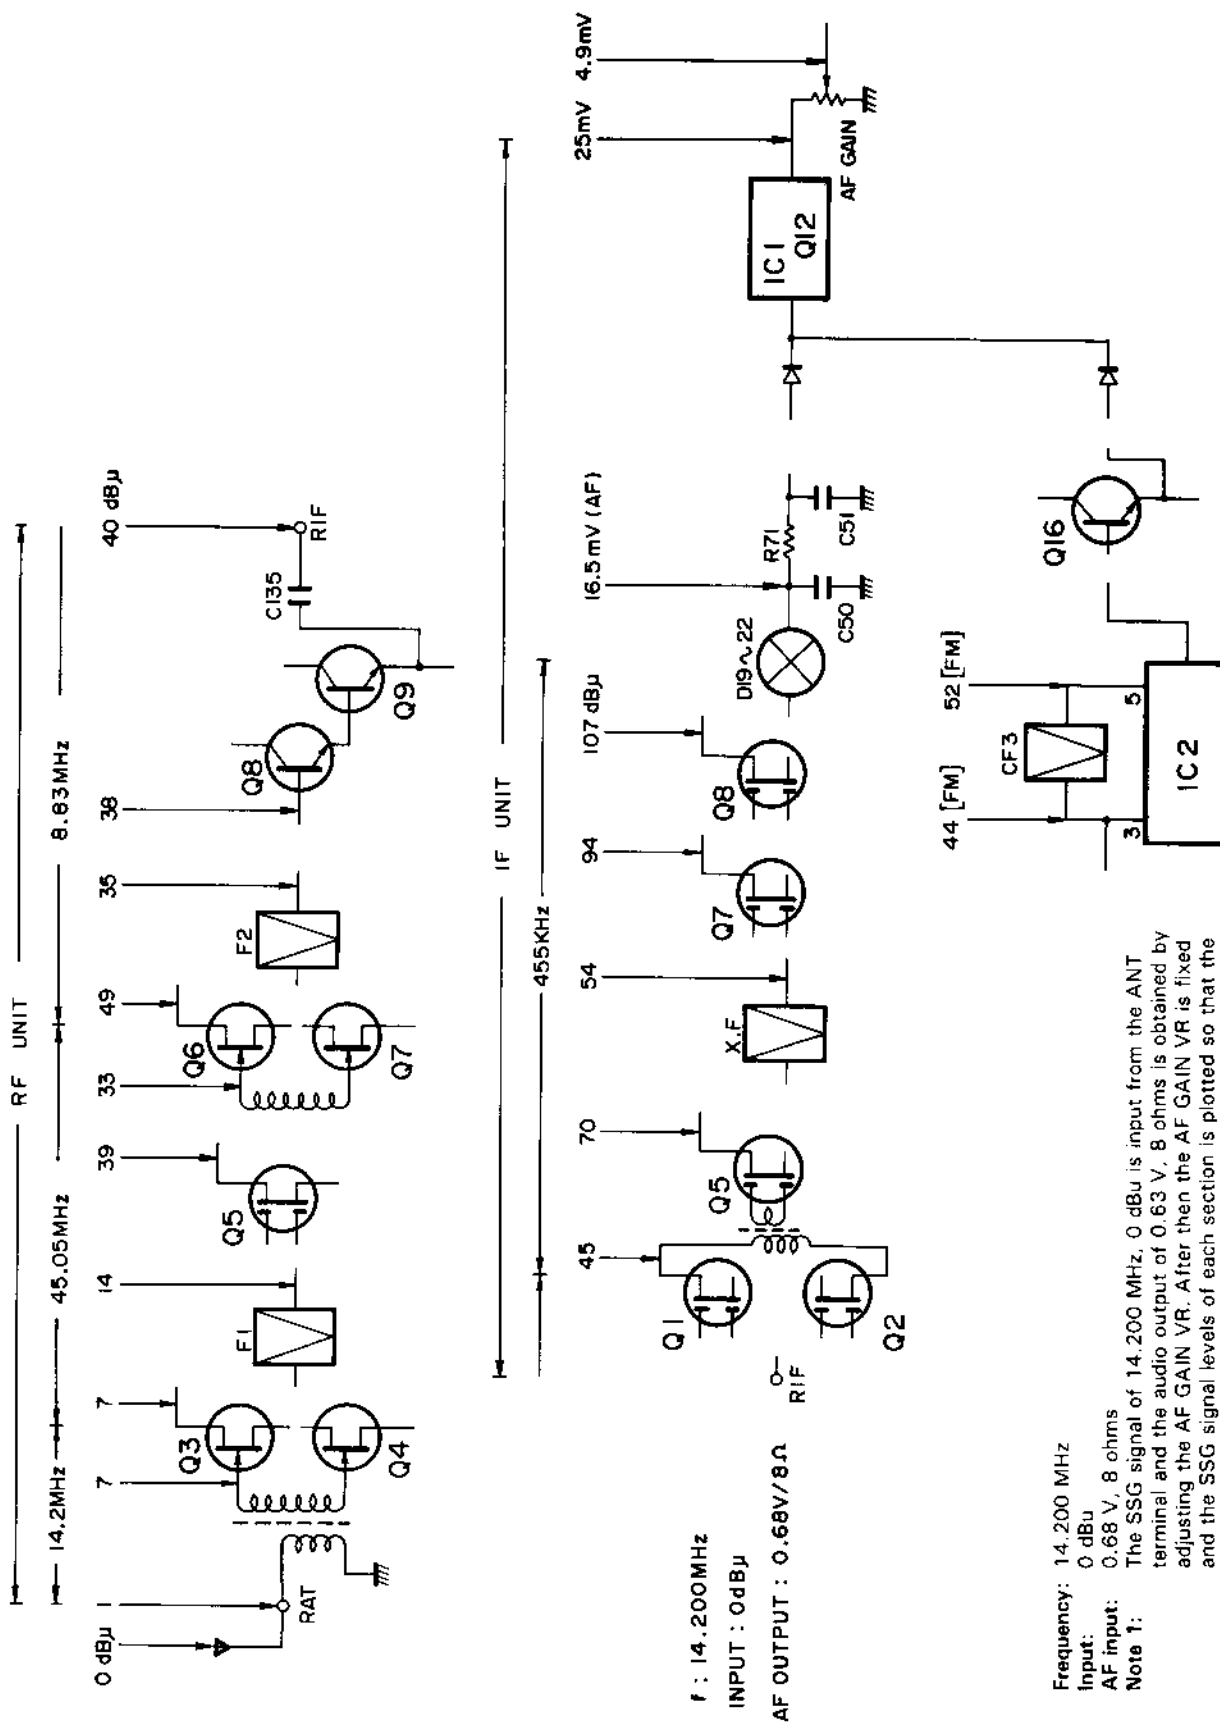 RF UNIT
14.2MHz 45.05MHz 8.83MHz
0 dBμ 1 7 7 14 39 33 49 35 38 40 dBμ
RAT
Q3
Q4
F1
Q5
Q6
Q7
F2
Q8
Q9
C135
RIF
IF UNIT
455KHz
45 70 54 94 107 dBμ 16.5mV (AF) 25mV 4.9mV
RIF
Q1
Q2
Q5
X.F
Q7
Q8
D19~22
C50
R71
C51
IC1
Q12
AF GAIN
44 [FM] 52 [FM]
CF3
3 5
IC2
Q16
f : 14.200MHz
INPUT : 0dBμ
AF OUTPUT : 0.68V/8Ω
Frequency: 14.200 MHz
Input: 0 dBu
AF input: 0.68 V, 8 ohms
Note 1: The SSG signal of 14.200 MHz, 0 dBu is input from the ANT
terminal and the audio output of 0.63 V, 8 ohms is obtained by
adjusting the AF GAIN VR. After then the AF GAIN VR is fixed
and the SSG signal levels of each section is plotted so that the